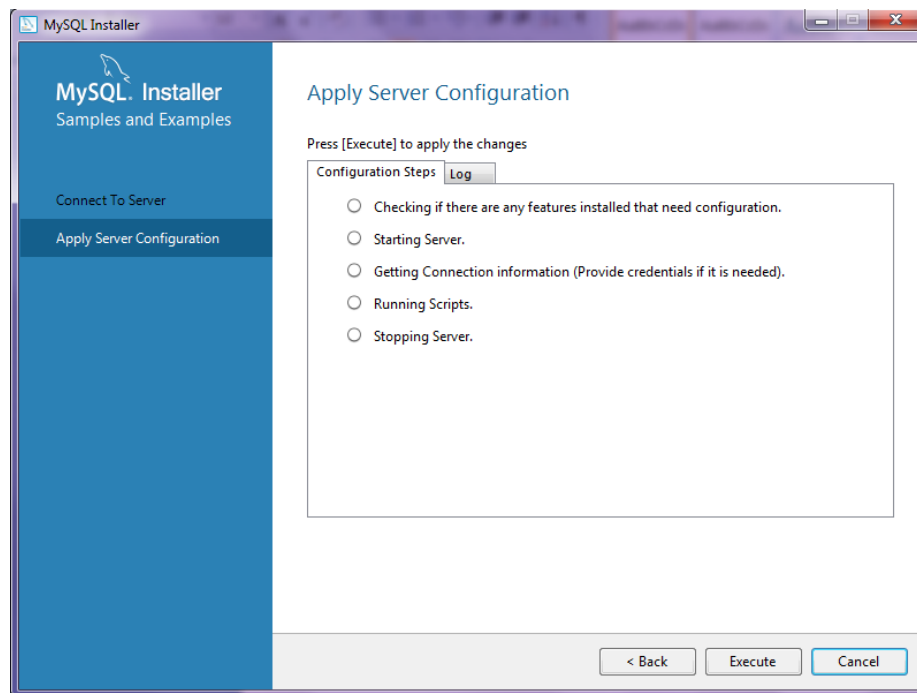 MySQL Installer
MySQL. Installer
Samples and Examples
Connect To Server
Apply Server Configuration
Apply Server Configuration
Press [Execute] to apply the changes
Configuration Steps
Log
Checking if there are any features installed that need configuration.
Starting Server.
Getting Connection information (Provide credentials if it is needed).
Running Scripts.
Stopping Server.
< Back
Execute
Cancel